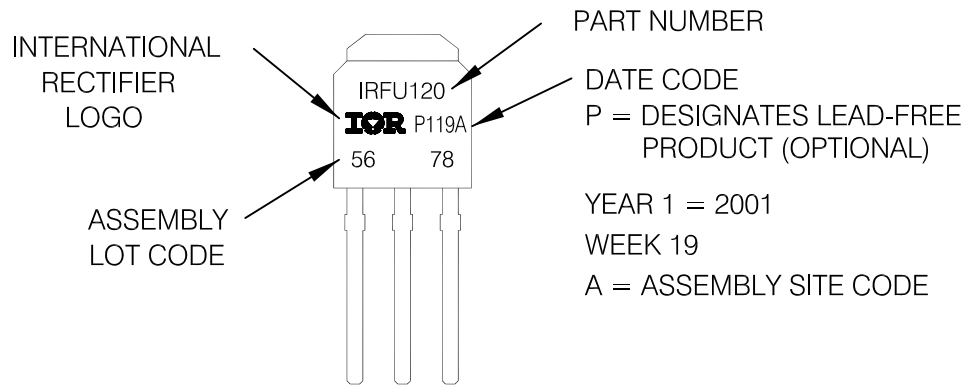 INTERNATIONAL
RECTIFIER
LOGO
ASSEMBLY
LOT CODE
IRFU120
IOR P119A
56 78
PART NUMBER
DATE CODE
P = DESIGNATES LEAD-FREE
PRODUCT (OPTIONAL)
YEAR 1 = 2001
WEEK 19
A = ASSEMBLY SITE CODE